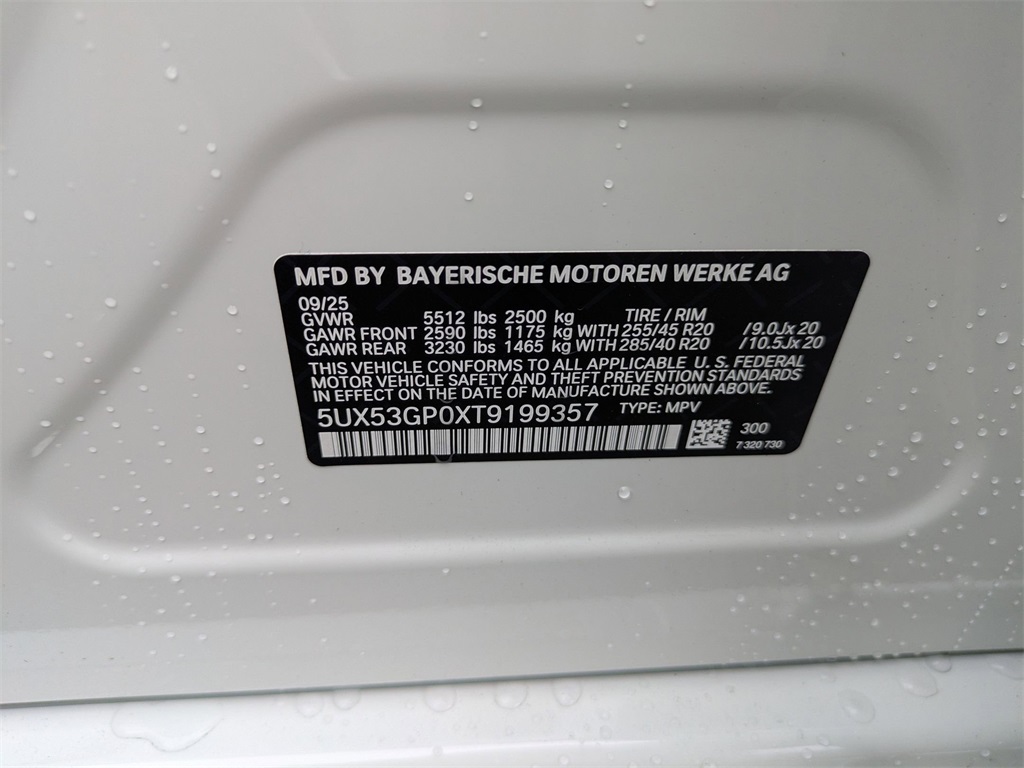 MFD BY BAYERISCHE MOTOREN WERKE AG
09/25
GVWR 5512 lbs 2500 kg TIRE / RIM
GAWR FRONT 2590 lbs 1175 kg WITH 255/45 R20 /9.0Jx20
GAWR REAR 3230 lbs 1465 kg WITH 285/40 R20 /10.5Jx20
THIS VEHICLE CONFORMS TO ALL APPLICABLE U. S. FEDERAL
MOTOR VEHICLE SAFETY AND THEFT PREVENTION STANDARDS
IN EFFECT ON THE DATE OF MANUFACTURE SHOWN ABOVE.
5UX53GP0XT9199357 TYPE: MPV
300
7 320 730